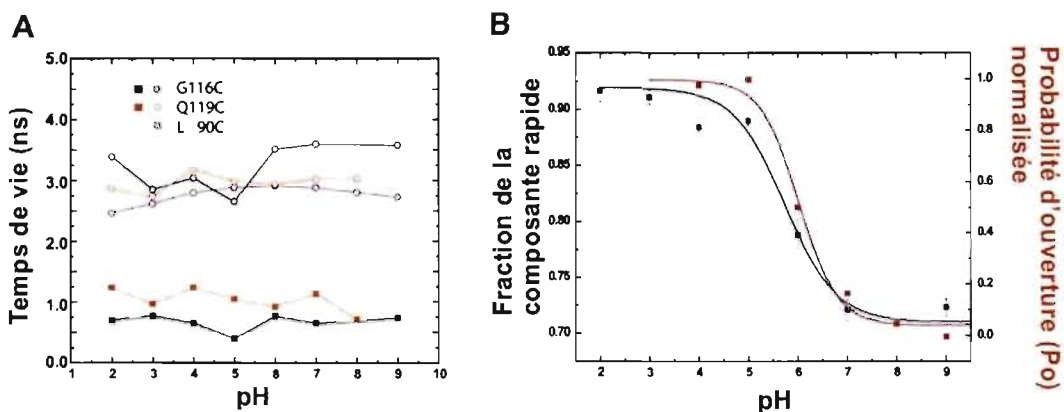 A
Temps de vie (ns)
5.0
4.0
3.0
2.0
1.0
0.0
G116C
Q119C
L 90C
1 2 3 4 5 6 7 8 9 10
pH
B
Fraction de la
composante rapide
0.95
0.90
0.85
0.80
0.75
0.70
2 3 4 5 6 7 8 9
pH
1.0
0.8
0.6
0.4
0.2
0.0
Probabilité d'ouverture (Po)
normalisée